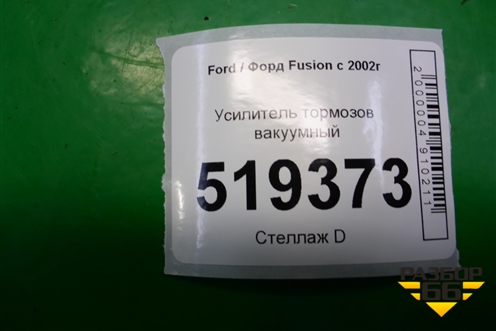 Ford / Форд Fusion с 2002г
Усилитель тормозов
вакуумный
519373
Стеллаж D
2000004910211
РАЗБОР
66